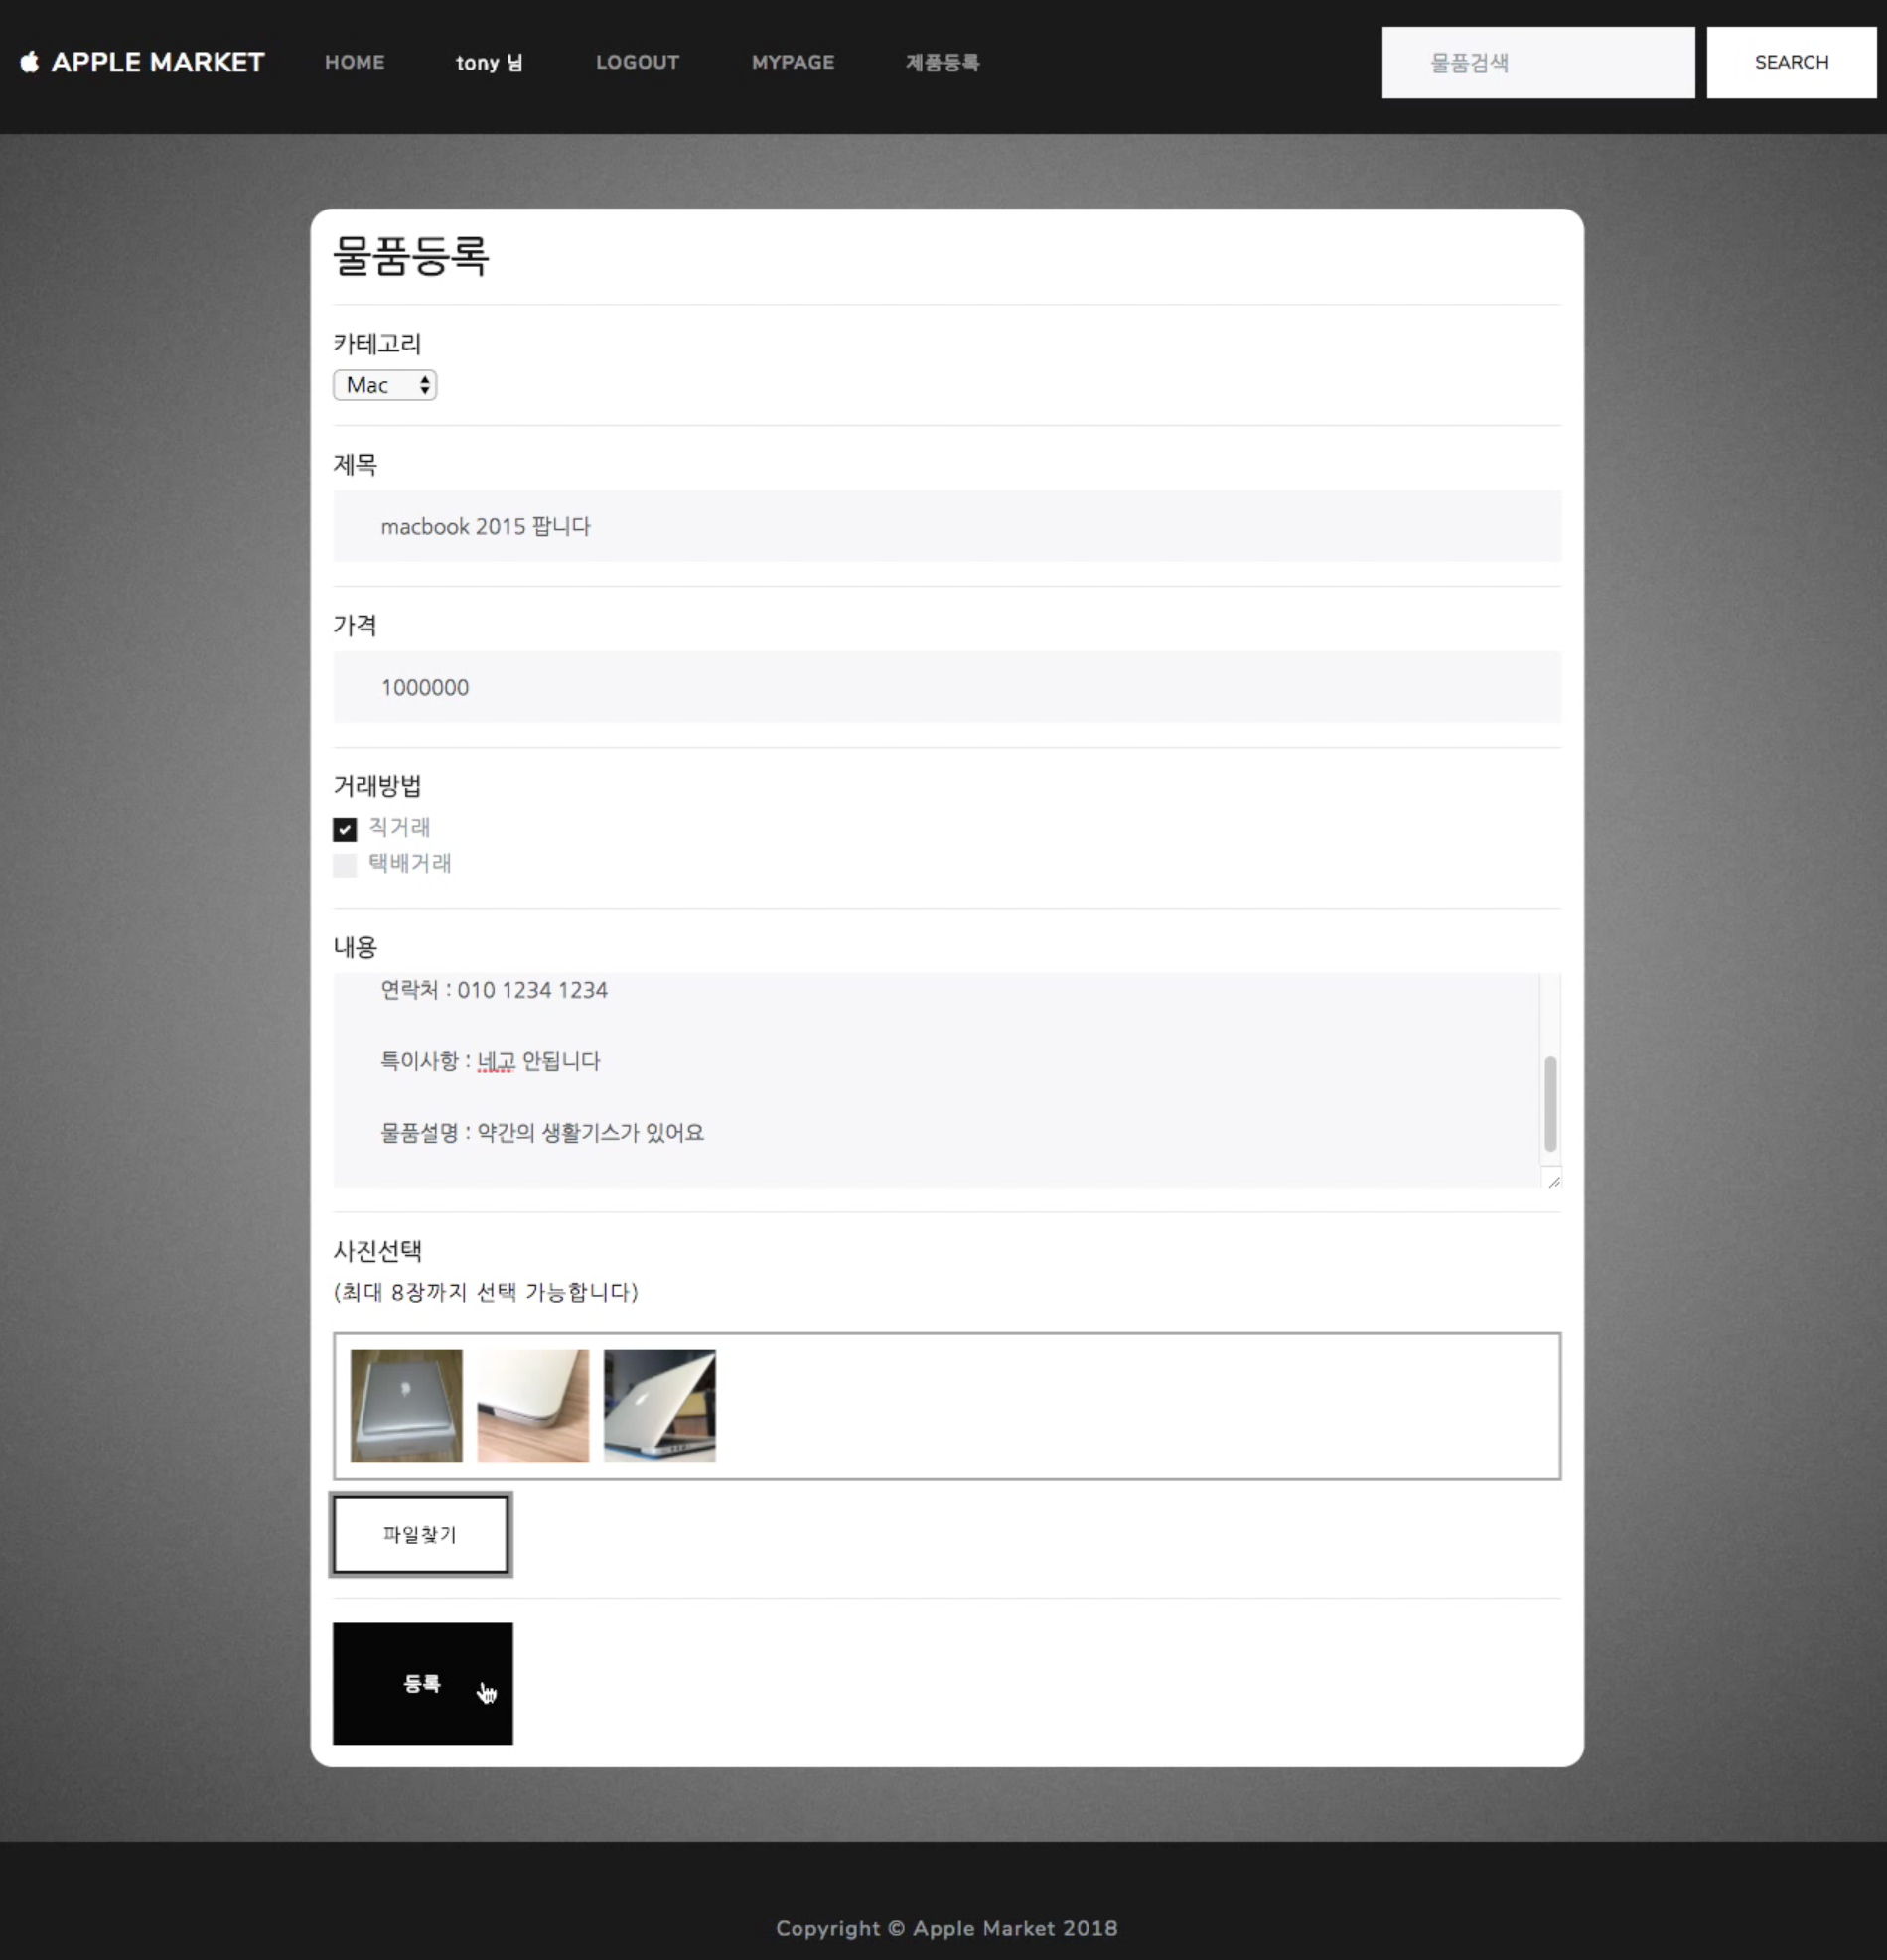 APPLE MARKET HOME tony 님 LOGOUT MYPAGE 제품등록 물품검색 SEARCH
물품등록
카테고리
Mac
제목
macbook 2015 팝니다
가격
1000000
거래방법
직거래
택배거래
내용
연락처 : 010 1234 1234
특이사항 : 네고 안됩니다
물품설명 : 약간의 생활기스가 있어요
사진선택
(최대 8장까지 선택 가능합니다)
파일찾기
등록
Copyright © Apple Market 2018